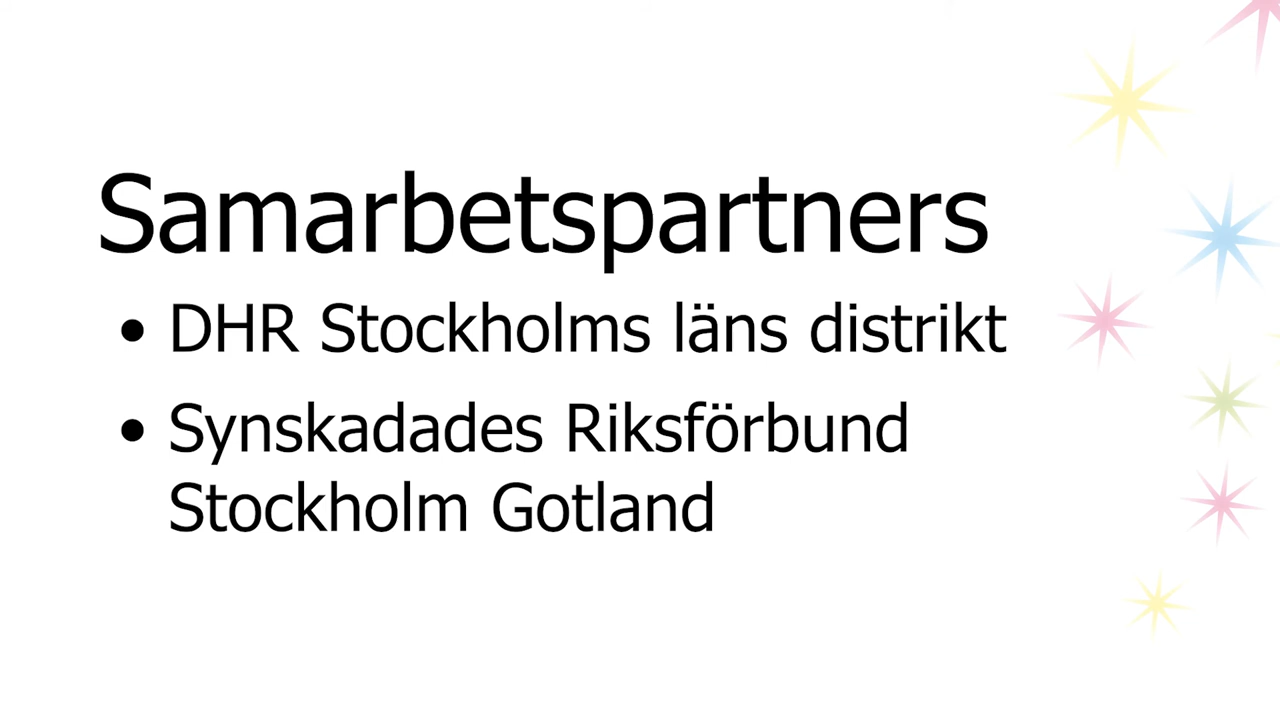 Samarbetspartners
• DHR Stockholms läns distrikt
• Synskadades Riksförbund
Stockholm Gotland